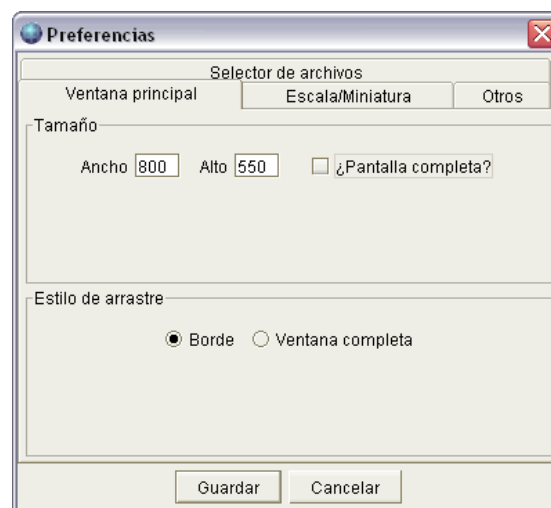 Preferencias
Selector de archivos
Ventana principal Escala/Miniatura Otros
Tamaño
Ancho 800 Alto 550 ¿Pantalla completa?
Estilo de arrastre
Borde Ventana completa
Guardar Cancelar